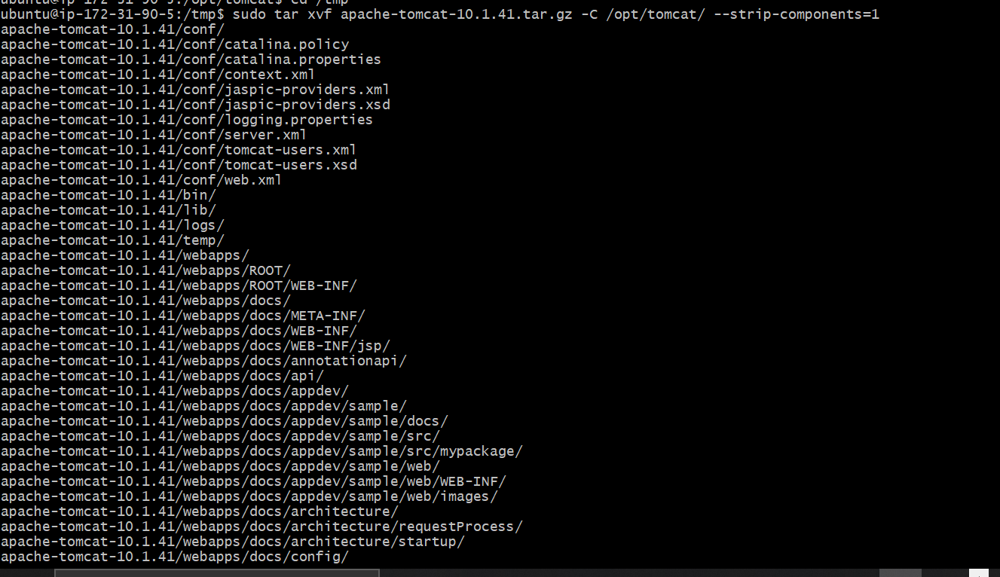 ubuntu@ip-172-31-90-5:/opt/tomcat$ cd /tmp
ubuntu@ip-172-31-90-5:/tmp$ sudo tar xvf apache-tomcat-10.1.41.tar.gz -C /opt/tomcat/ --strip-components=1
apache-tomcat-10.1.41/conf/
apache-tomcat-10.1.41/conf/catalina.policy
apache-tomcat-10.1.41/conf/catalina.properties
apache-tomcat-10.1.41/conf/context.xml
apache-tomcat-10.1.41/conf/jaspic-providers.xml
apache-tomcat-10.1.41/conf/jaspic-providers.xsd
apache-tomcat-10.1.41/conf/logging.properties
apache-tomcat-10.1.41/conf/server.xml
apache-tomcat-10.1.41/conf/tomcat-users.xml
apache-tomcat-10.1.41/conf/tomcat-users.xsd
apache-tomcat-10.1.41/conf/web.xml
apache-tomcat-10.1.41/bin/
apache-tomcat-10.1.41/lib/
apache-tomcat-10.1.41/logs/
apache-tomcat-10.1.41/temp/
apache-tomcat-10.1.41/webapps/
apache-tomcat-10.1.41/webapps/ROOT/
apache-tomcat-10.1.41/webapps/ROOT/WEB-INF/
apache-tomcat-10.1.41/webapps/docs/
apache-tomcat-10.1.41/webapps/docs/META-INF/
apache-tomcat-10.1.41/webapps/docs/WEB-INF/
apache-tomcat-10.1.41/webapps/docs/WEB-INF/jsp/
apache-tomcat-10.1.41/webapps/docs/annotationapi/
apache-tomcat-10.1.41/webapps/docs/api/
apache-tomcat-10.1.41/webapps/docs/appdev/
apache-tomcat-10.1.41/webapps/docs/appdev/sample/
apache-tomcat-10.1.41/webapps/docs/appdev/sample/docs/
apache-tomcat-10.1.41/webapps/docs/appdev/sample/src/
apache-tomcat-10.1.41/webapps/docs/appdev/sample/src/mypackage/
apache-tomcat-10.1.41/webapps/docs/appdev/sample/web/
apache-tomcat-10.1.41/webapps/docs/appdev/sample/web/WEB-INF/
apache-tomcat-10.1.41/webapps/docs/appdev/sample/web/images/
apache-tomcat-10.1.41/webapps/docs/architecture/
apache-tomcat-10.1.41/webapps/docs/architecture/requestProcess/
apache-tomcat-10.1.41/webapps/docs/architecture/startup/
apache-tomcat-10.1.41/webapps/docs/config/